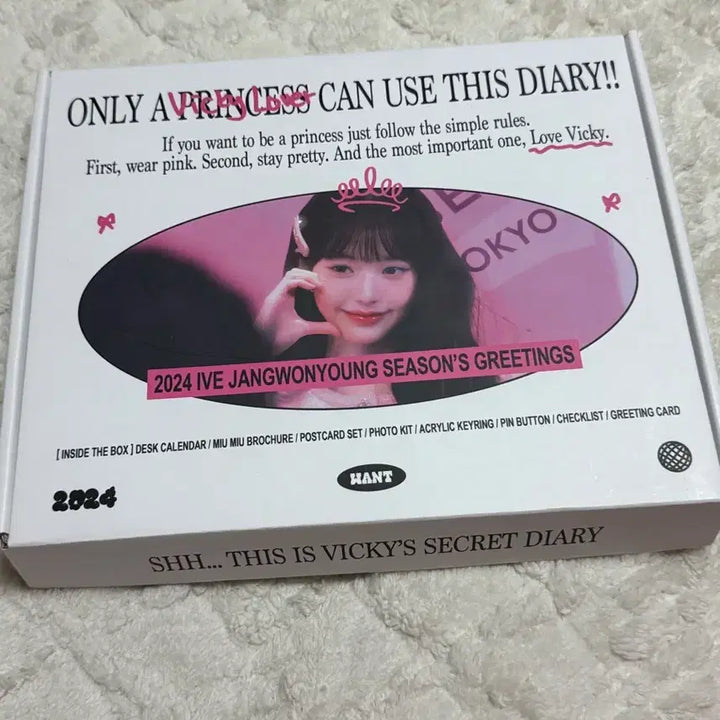 ONLY A PRINCESS CAN USE THIS DIARY!!
Vicky Lover
If you want to be a princess just follow the simple rules.
First, wear pink. Second, stay pretty. And the most important one, Love Vicky.
OKYO
2024 IVE JANGWONYOUNG SEASON'S GREETINGS
[ INSIDE THE BOX ] DESK CALENDAR / MIU MIU BROCHURE / POSTCARD SET / PHOTO KIT / ACRYLIC KEYRING / PIN BUTTON / CHECKLIST / GREETING CARD
WANT
2024
SHH... THIS IS VICKY'S SECRET DIARY